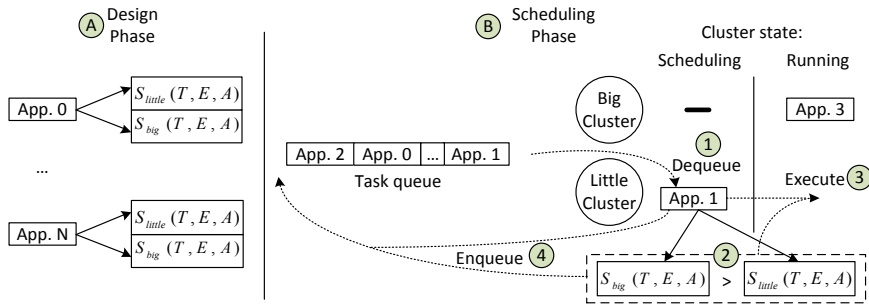 A Design Phase
App. 0
S_little (T, E, A)
S_big (T, E, A)
...
App. N
S_little (T, E, A)
S_big (T, E, A)
B Scheduling Phase
Cluster state:
Scheduling
Running
Big Cluster
App. 3
App. 2 App. 0 ... App. 1
Task queue
1
Dequeue
Little Cluster
App. 1
Execute 3
Enqueue 4
2
S_big (T, E, A) > S_little (T, E, A)